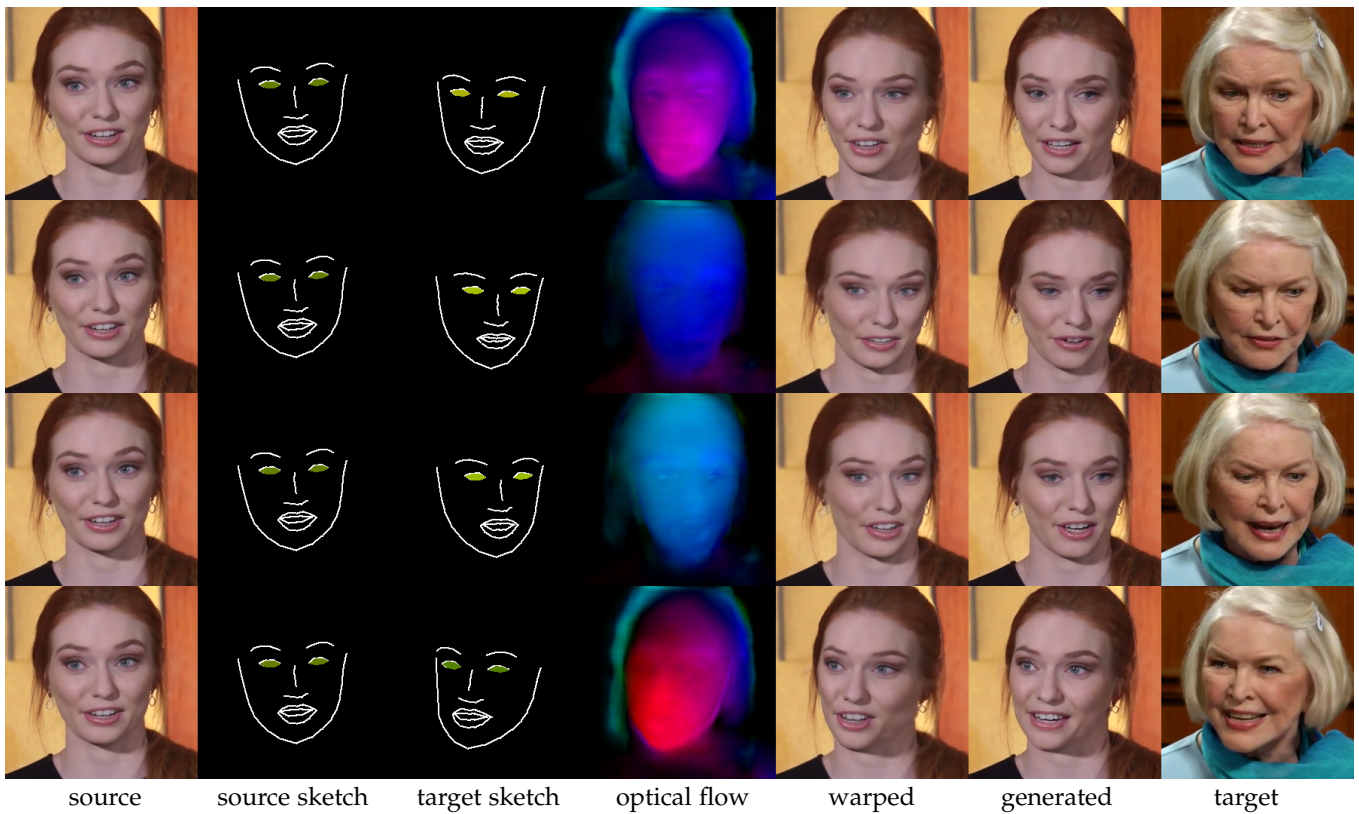 source source sketch target sketch optical flow warped generated target